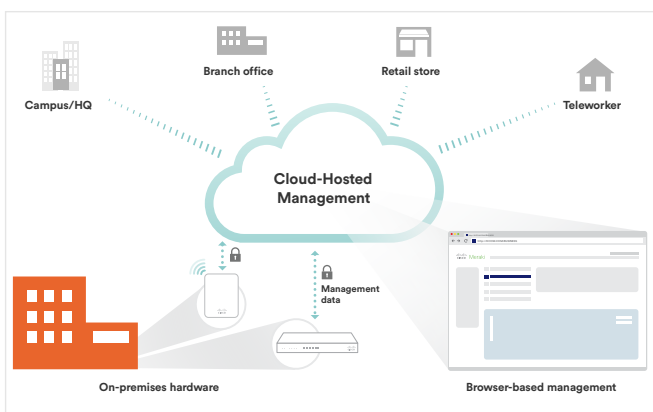 Branch office
Retail store
Campus/HQ
Teleworker
Cloud-Hosted
Management
Management
data
Meraki
On-premises hardware
Browser-based management